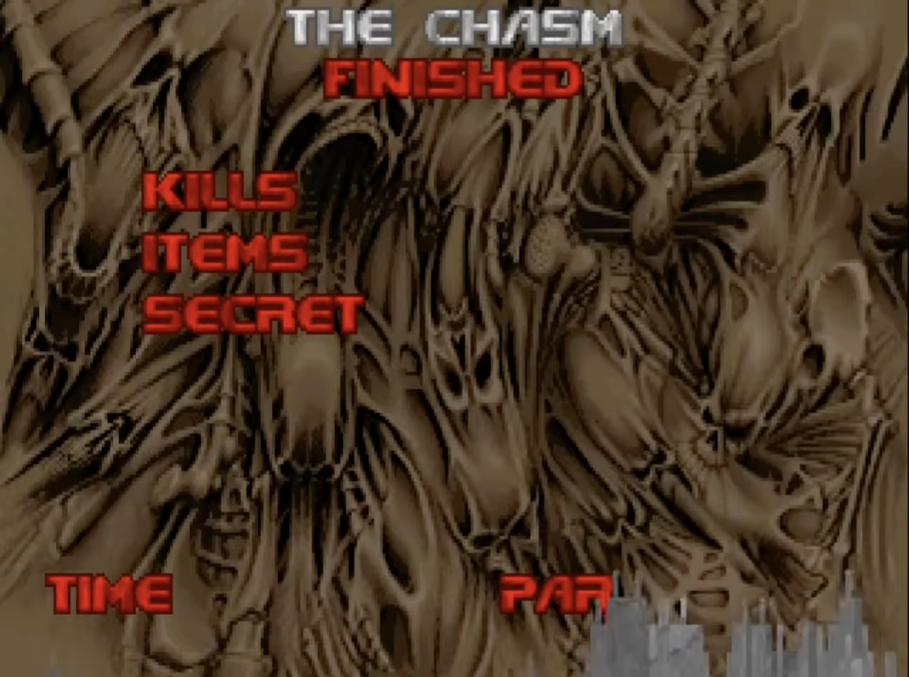 THE CHASM
FINISHED
KILLS
ITEMS
SECRET
TIME
PAR